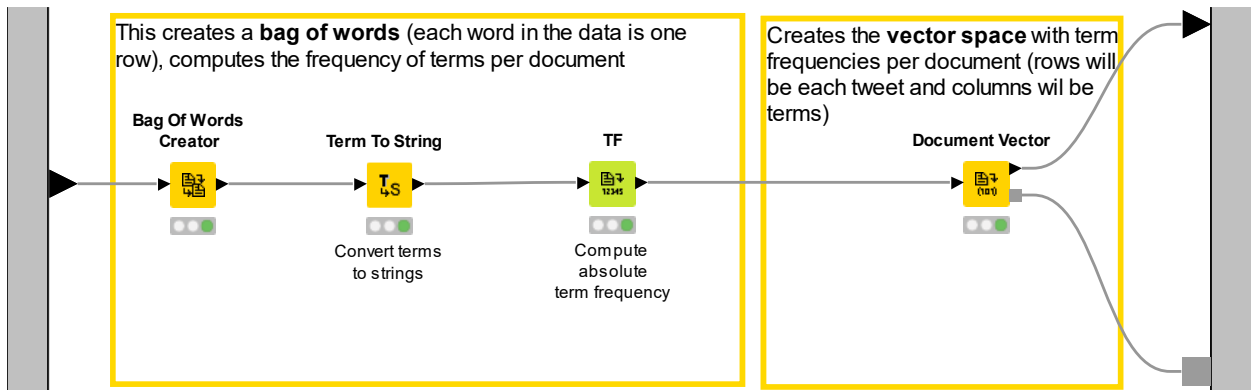 This creates a bag of words (each word in the data is one
row), computes the frequency of terms per document
Creates the vector space with term
frequencies per document (rows will
be each tweet and columns wil be
terms)
Bag Of Words
Creator
Term To String
TF
Document Vector
T
S
12345
(101)
Convert terms
to strings
Compute
absolute
term frequency